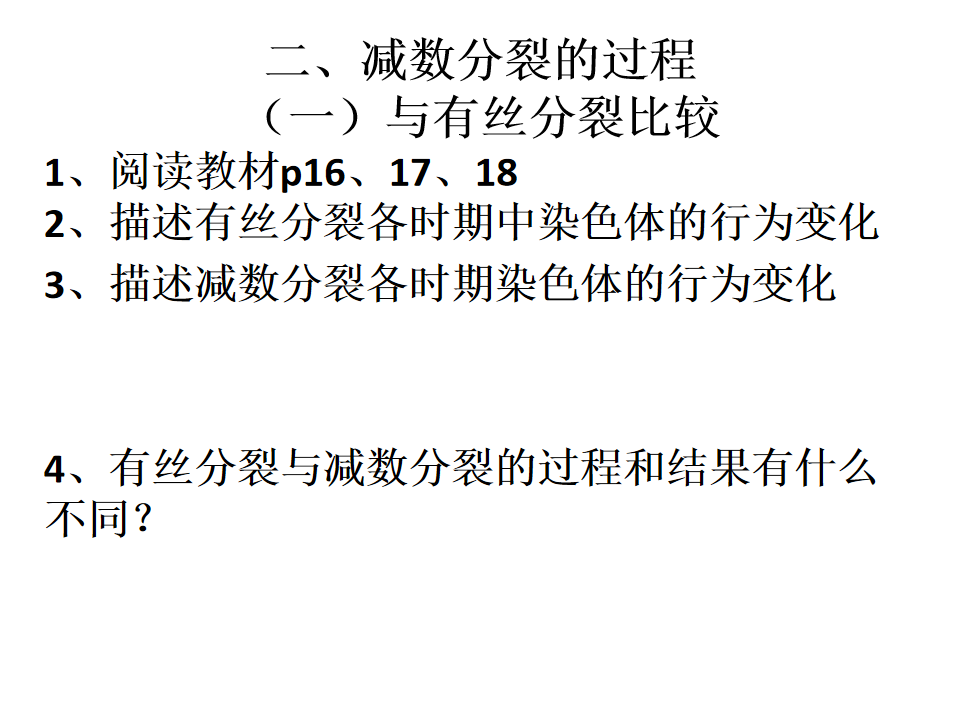 二、减数分裂的过程
（一）与有丝分裂比较
1、阅读教材p16、17、18
2、描述有丝分裂各时期中染色体的行为变化
3、描述减数分裂各时期染色体的行为变化
4、有丝分裂与减数分裂的过程和结果有什么
不同？